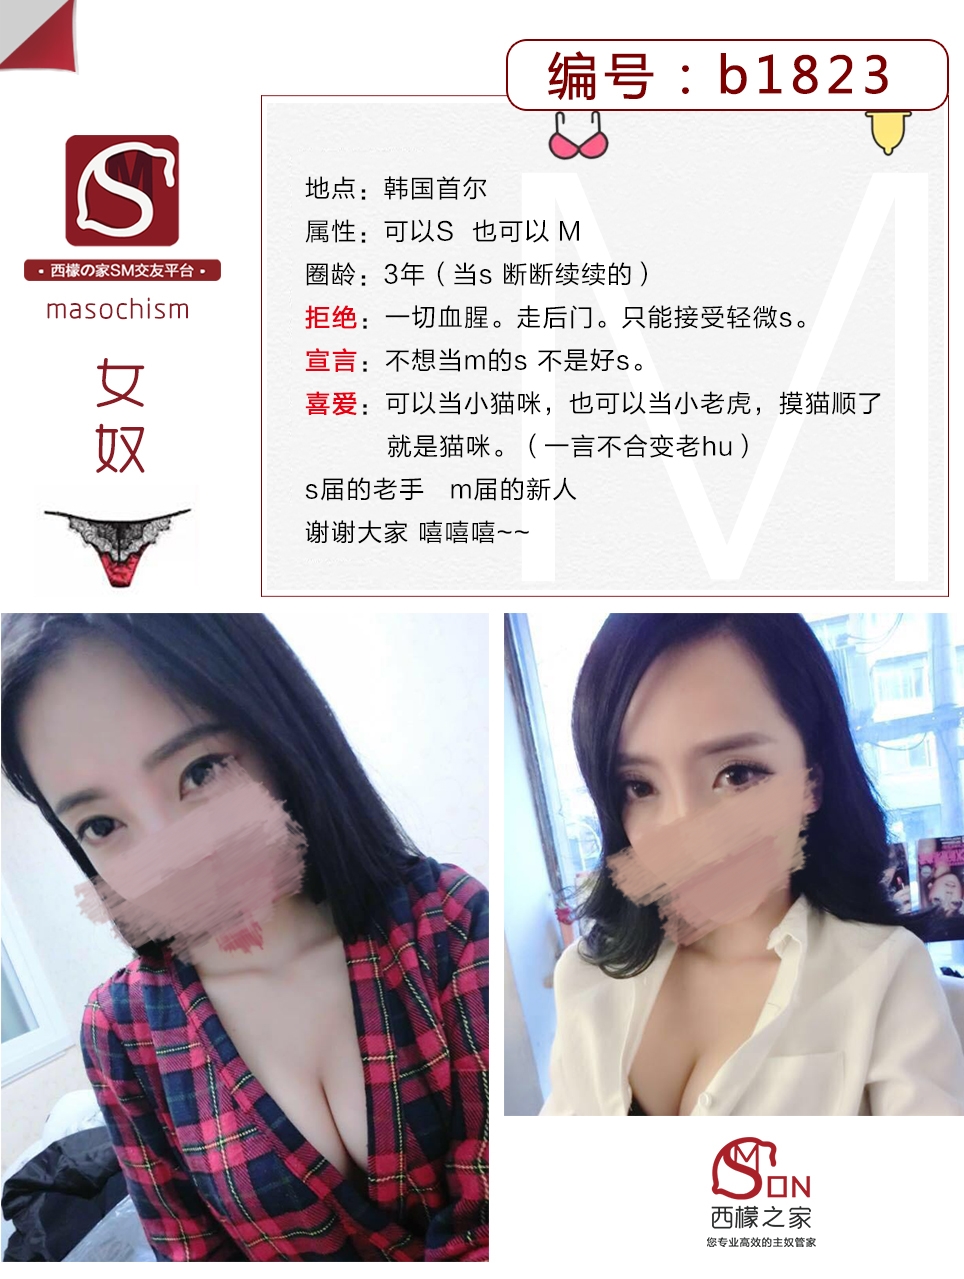 编号：b1823
地点：韩国首尔
属性：可以S 也可以 M
圈龄：3年（当s 断断续续的）
拒绝：一切血腥。走后门。只能接受轻微s。
宣言：不想当m的s 不是好s。
喜爱：可以当小猫咪，也可以当小老虎，摸猫顺了
就是猫咪。（一言不合变老hu）
s届的老手 m届的新人
谢谢大家 嘻嘻嘻~~
M
SM
·西檬の家SM交友平台·
masochism
女
奴
SMON
西檬之家
您专业高效的主奴管家